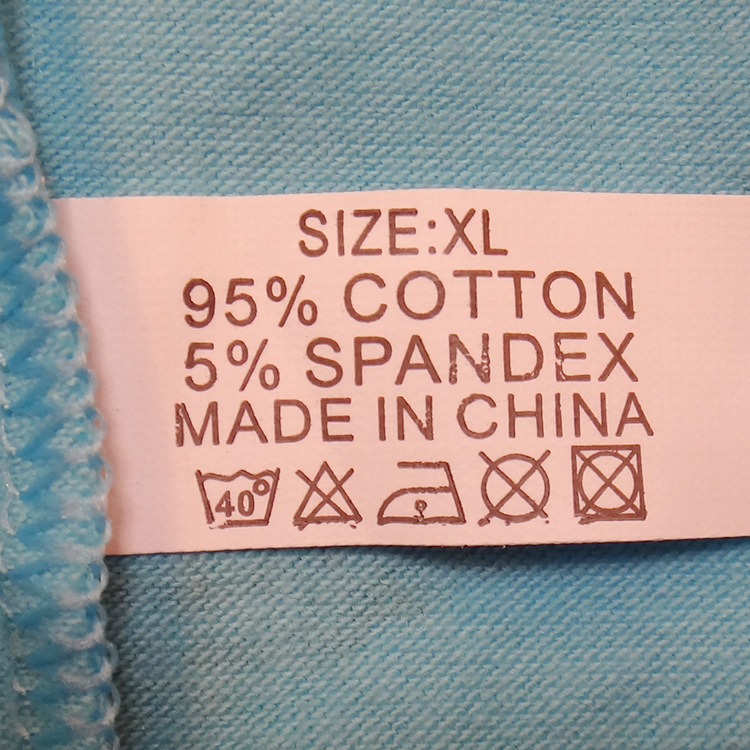 SIZE:XL
95% COTTON
5% SPANDEX
MADE IN CHINA
40°